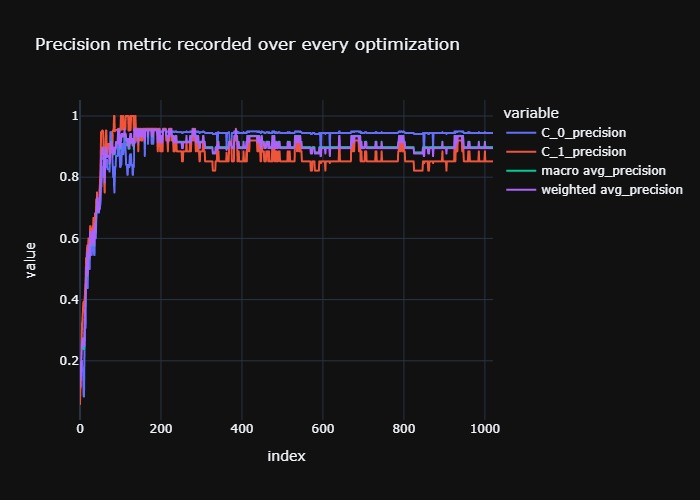 Precision metric recorded over every optimization
variable
C_0_precision
C_1_precision
macro avg_precision
weighted avg_precision
value
1
0.8
0.6
0.4
0.2
0 200 400 600 800 1000
index